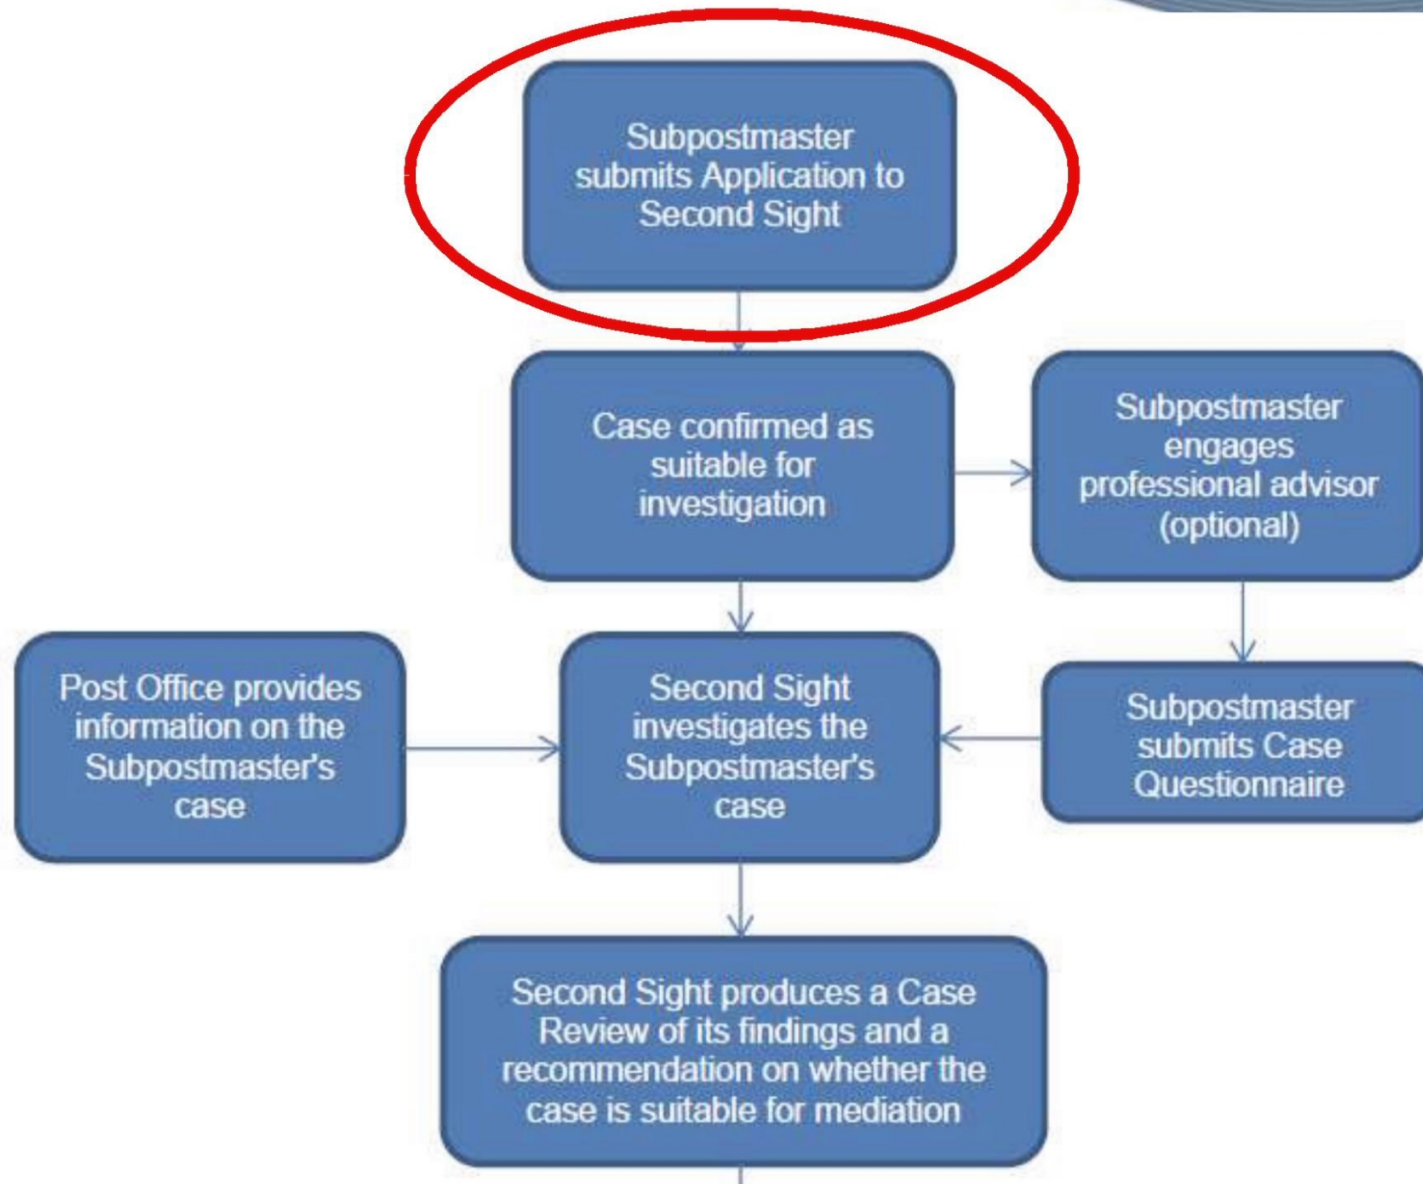 Subpostmaster
submits Application to
Second Sight
Case confirmed as
suitable for
investigation
Subpostmaster
engages
professional advisor
(optional)
Post Office provides
information on the
Subpostmaster's
case
Second Sight
investigates the
Subpostmaster's
case
Subpostmaster
submits Case
Questionnaire
Second Sight produces a Case
Review of its findings and a
recommendation on whether the
case is suitable for mediation